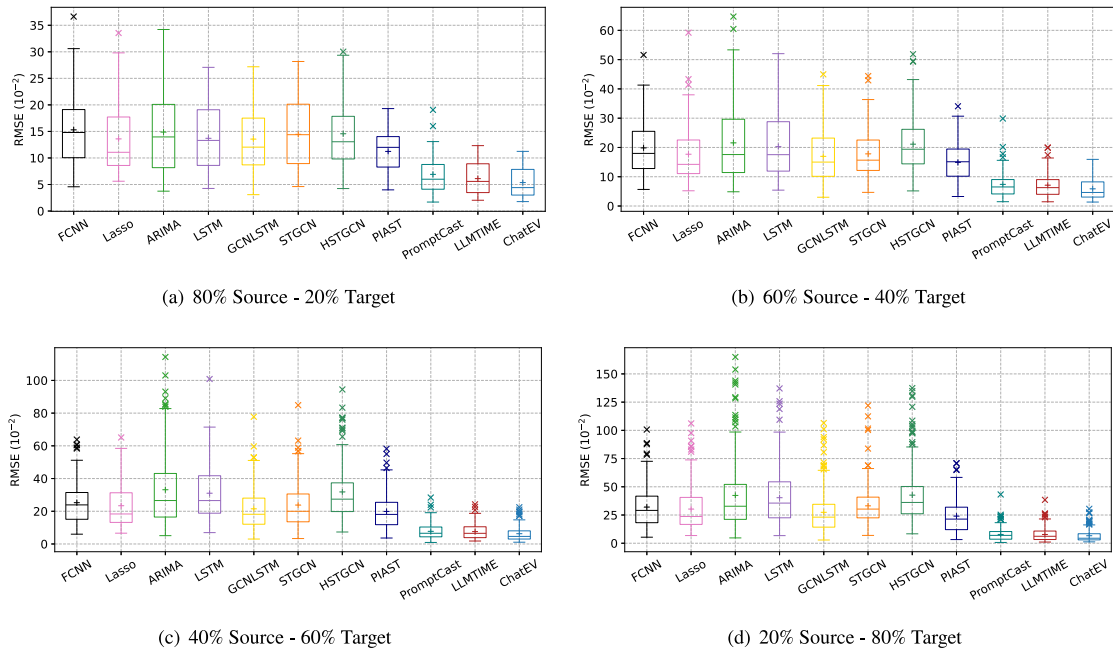 RMSE (10⁻²)
35
30
25
20
15
10
5
0
FCNN Lasso ARIMA LSTM GCNLSTM STGCN HSTGCN PIAST PromptCast LLMTIME ChatEV
(a) 80% Source - 20% Target
RMSE (10⁻²)
60
50
40
30
20
10
0
FCNN Lasso ARIMA LSTM GCNLSTM STGCN HSTGCN PIAST PromptCast LLMTIME ChatEV
(b) 60% Source - 40% Target
RMSE (10⁻²)
100
80
60
40
20
0
FCNN Lasso ARIMA LSTM GCNLSTM STGCN HSTGCN PIAST PromptCast LLMTIME ChatEV
(c) 40% Source - 60% Target
RMSE (10⁻²)
150
125
100
75
50
25
0
FCNN Lasso ARIMA LSTM GCNLSTM STGCN HSTGCN PIAST PromptCast LLMTIME ChatEV
(d) 20% Source - 80% Target